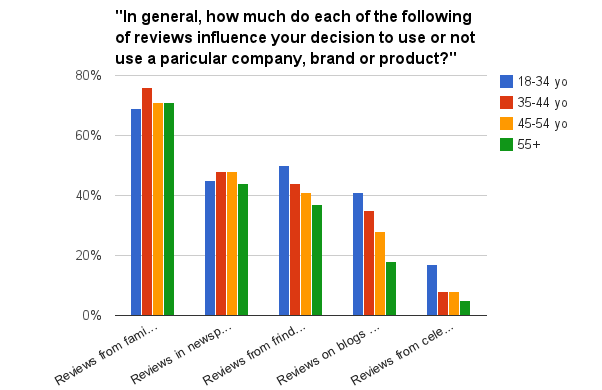 "In general, how much do each of the following
of reviews influence your decision to use or not
use a paricular company, brand or product?"
80%
60%
40%
20%
0%
18-34 yo
35-44 yo
45-54 yo
55+
Reviews from fami...
Reviews in newsp...
Reviews from frind...
Reviews on blogs ...
Reviews from cele...